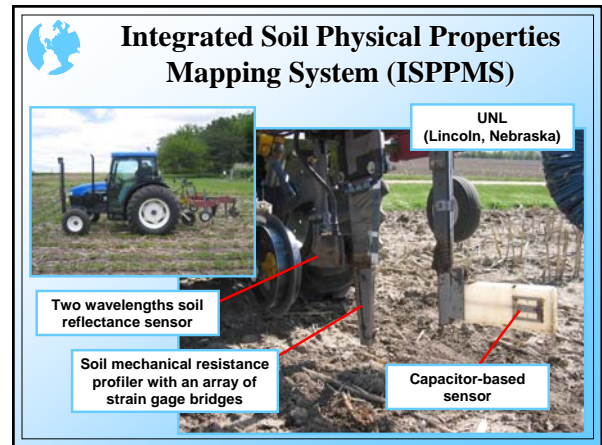 Integrated Soil Physical Properties
Mapping System (ISPPMS)
UNL
(Lincoln, Nebraska)
Two wavelengths soil
reflectance sensor
Soil mechanical resistance
profiler with an array of
strain gage bridges
Capacitor-based
sensor